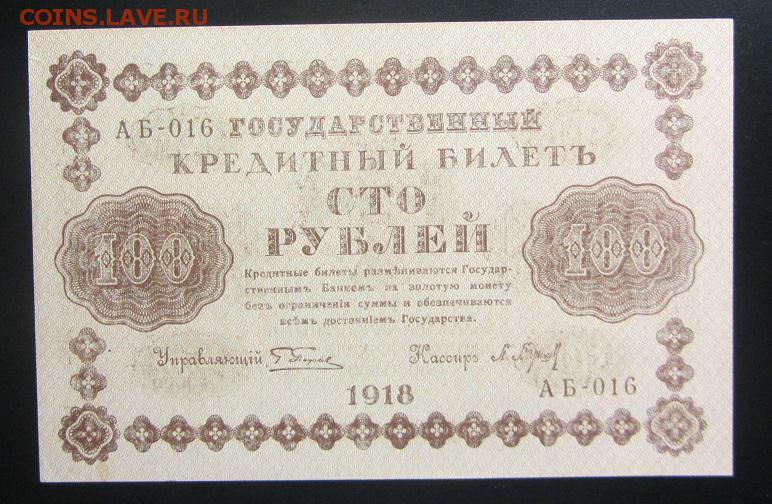 COINS.LAVE.РУ
АБ-016 ГОСУДАРСТВЕННЫЙ
КРЕДИТНЫЙ БИЛЕТЪ
СТО
РУБЛЕЙ
100
100
Кредитные билеты размѣниваются Государ-
ственнымъ Банкомъ на золотую монету
безъ ограниченія суммы и обезпечиваются
всѣмъ достояніемъ Государства.
Управляющій
Кассиръ
АБ-016
1918